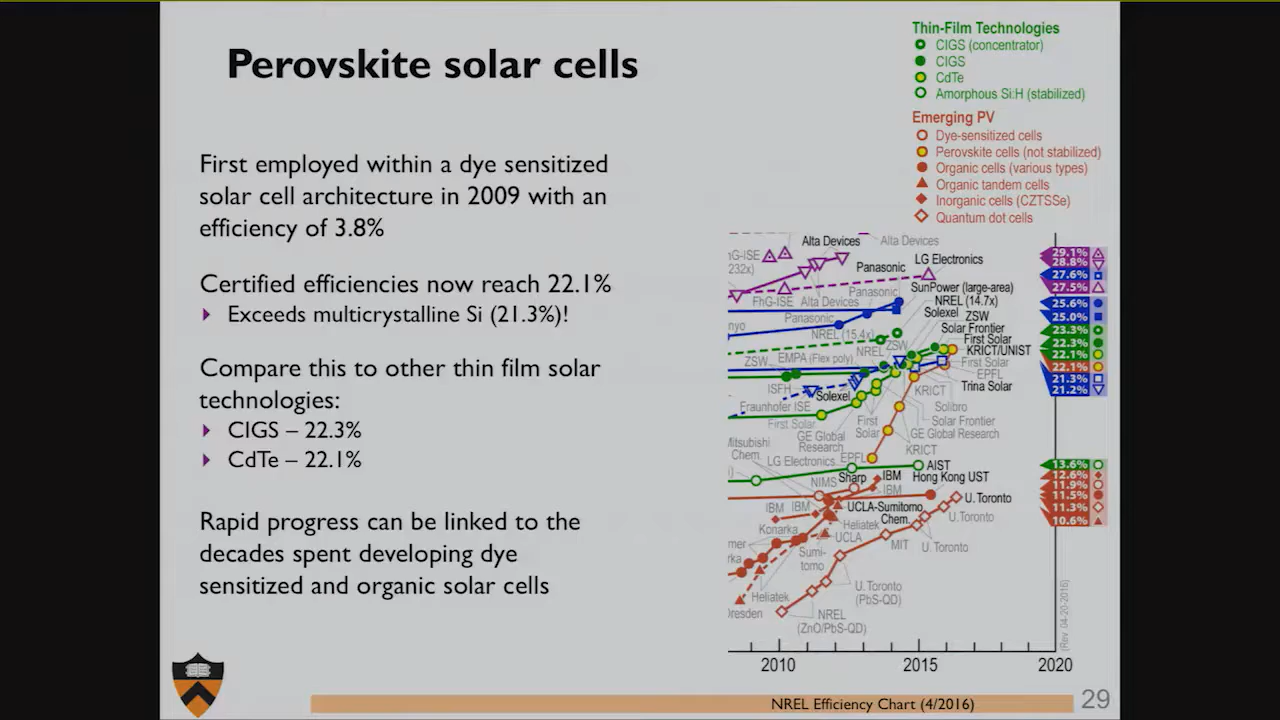 Perovskite solar cells
First employed within a dye sensitized
solar cell architecture in 2009 with an
efficiency of 3.8%
Certified efficiencies now reach 22.1%
Exceeds multicrystalline Si (21.3%)!
Compare this to other thin film solar
technologies:
CIGS – 22.3%
CdTe – 22.1%
Rapid progress can be linked to the
decades spent developing dye
sensitized and organic solar cells
Thin-Film Technologies
CIGS (concentrator)
CIGS
CdTe
Amorphous Si:H (stabilized)
Emerging PV
Dye-sensitized cells
Perovskite cells (not stabilized)
Organic cells (various types)
Organic tandem cells
Inorganic cells (CZTSSe)
Quantum dot cells
Alta Devices
Alta Devices
LG Electronics
Panasonic
232x)
SunPower (large-area)
Panasonic
FhG-ISE
Alta Devices
NREL (14.7x)
Solexel
Panasonic
ZSW
NREL (15.4x)
Solar Frontier
First Solar
ZSW
NREL
KRICT/UNIST
ZSW
EMPA (Flex poly)
First Solar
EPFL
Trina Solar
ISFH
KRICT
Solexel
Fraunhofer ISE
Solibro
First Solar
First
Solar
Solar Frontier
GE Global
Research
GE Global Research
Mitsubishi
Chem.
KRICT
LG Electronics
EPFL
AIST
Sharp
IBM
Hong Kong UST
NIMS
IBM
U. Toronto
IBM
IBM
UCLA-Sumitomo
Chem.
U. Toronto
Konarka
Heliatek
UCLA
MIT
U. Toronto
Sumi-
tomo
U. Toronto
(PbS-QD)
Heliatek
NREL
(ZnO/PbS-QD)
29.1%
28.8%
27.6%
27.5%
25.6%
25.0%
23.3%
22.3%
22.1%
22.1%
21.3%
21.2%
13.6%
12.6%
11.9%
11.5%
11.3%
10.6%
(Rev. 04-20-2016)
2010
2015
2020
NREL Efficiency Chart (4/2016)
29